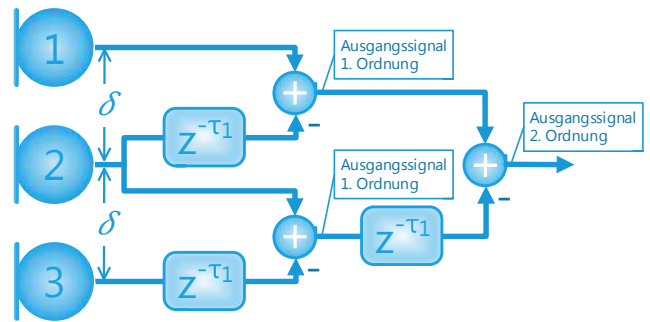 1
Ausgangssignal
1. Ordnung
δ
+
z^-τ1
-
2
Ausgangssignal
2. Ordnung
+
Ausgangssignal
1. Ordnung
-
δ
+
z^-τ1
z^-τ1
3
-